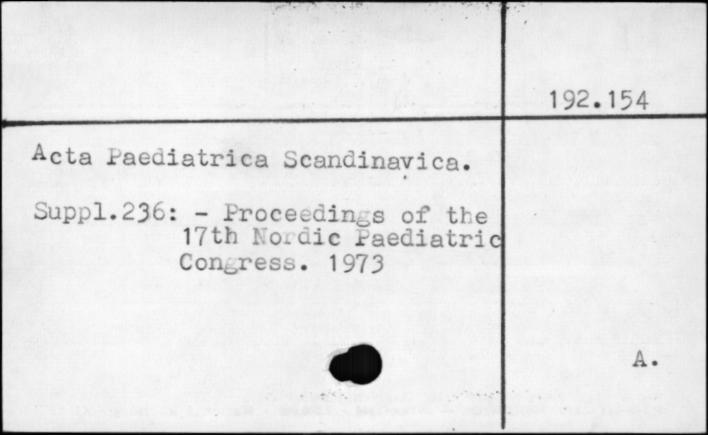 192.154
Acta Paediatrica Scandinavica.
Suppl.236: - Proceedings of the
17th Nordic Paediatric
Congress. 1973
A.